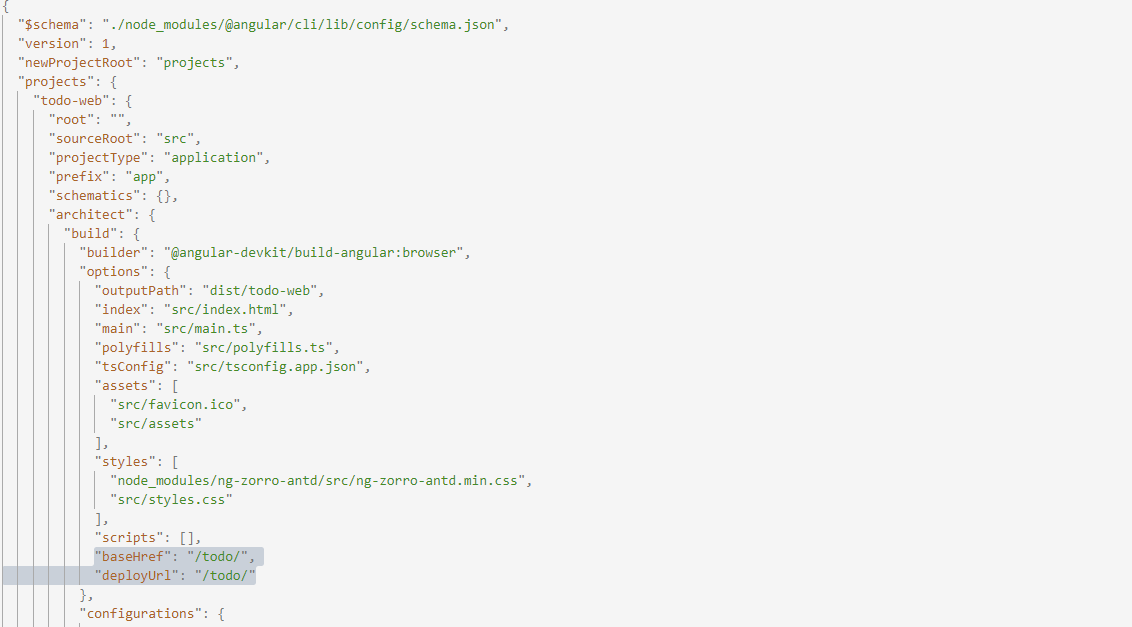 {
"$schema": "./node_modules/@angular/cli/lib/config/schema.json",
"version": 1,
"newProjectRoot": "projects",
"projects": {
"todo-web": {
"root": "",
"sourceRoot": "src",
"projectType": "application",
"prefix": "app",
"schematics": {},
"architect": {
"build": {
"builder": "@angular-devkit/build-angular:browser",
"options": {
"outputPath": "dist/todo-web",
"index": "src/index.html",
"main": "src/main.ts",
"polyfills": "src/polyfills.ts",
"tsConfig": "src/tsconfig.app.json",
"assets": [
"src/favicon.ico",
"src/assets"
],
"styles": [
"node_modules/ng-zorro-antd/src/ng-zorro-antd.min.css",
"src/styles.css"
],
"scripts": [],
"baseHref": "/todo/",
"deployUrl": "/todo/"
},
"configurations": {